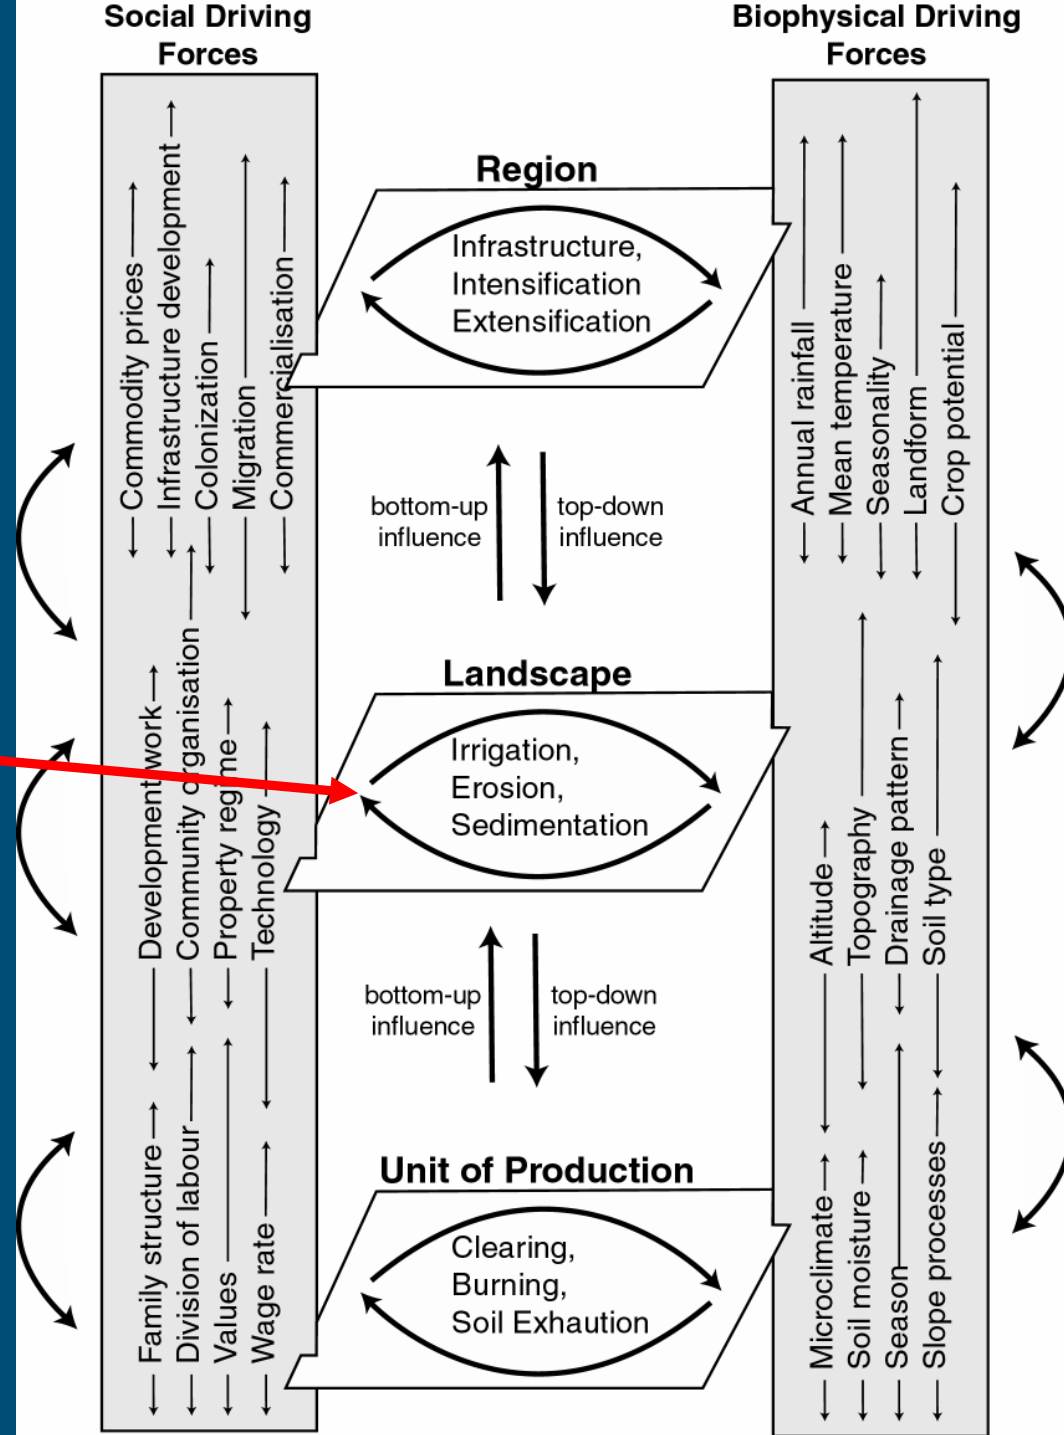 Social Driving
Forces
Biophysical Driving
Forces
Commodity prices
Infrastructure development
Colonization
Migration
Commercialisation
Region
Infrastructure,
Intensification
Extensification
Annual rainfall
Mean temperature
Seasonality
Landform
Crop potential
bottom-up
influence
top-down
influence
Development work
Community organisation
Property regime
Technology
Landscape
Irrigation,
Erosion,
Sedimentation
Altitude
Topography
Drainage pattern
Soil type
bottom-up
influence
top-down
influence
Family structure
Division of labour
Values
Wage rate
Unit of Production
Clearing,
Burning,
Soil Exhaution
Microclimate
Soil moisture
Season
Slope processes